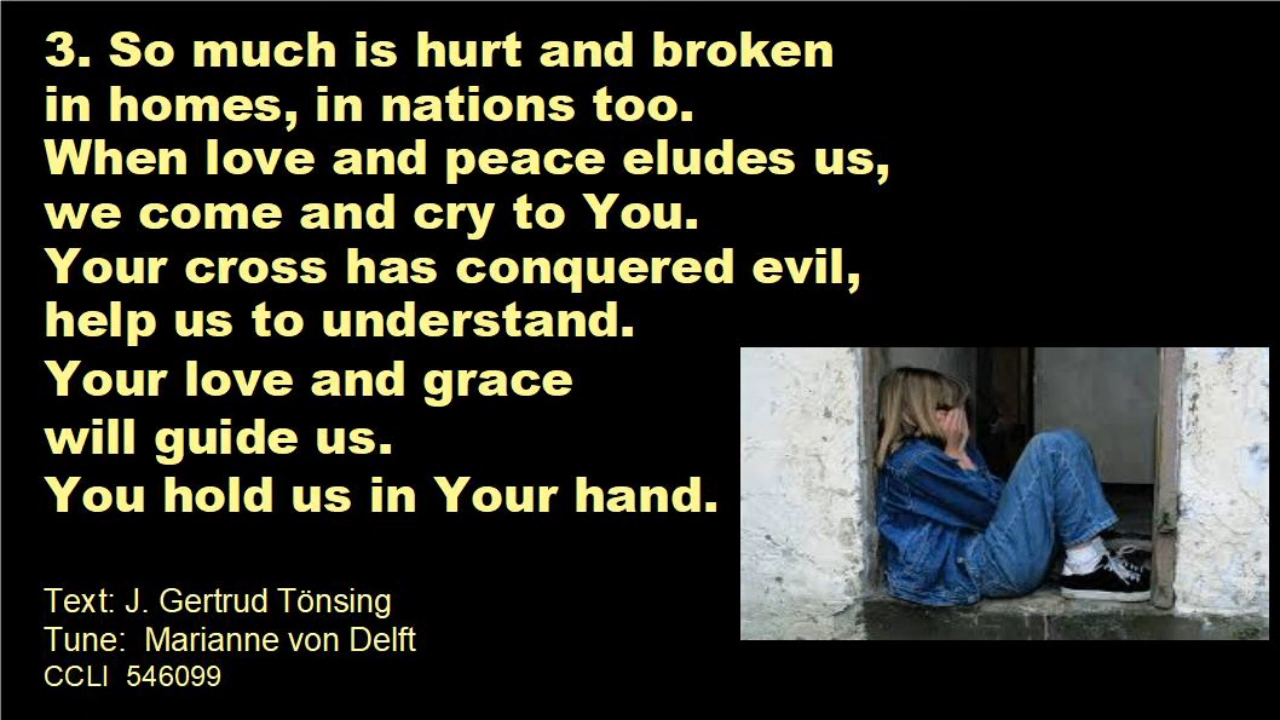 3. So much is hurt and broken
in homes, in nations too.
When love and peace eludes us,
we come and cry to You.
Your cross has conquered evil,
help us to understand.
Your love and grace
will guide us.
You hold us in Your hand.
Text: J. Gertrud Tönsing
Tune:  Marianne von Delft
CCLI  546099